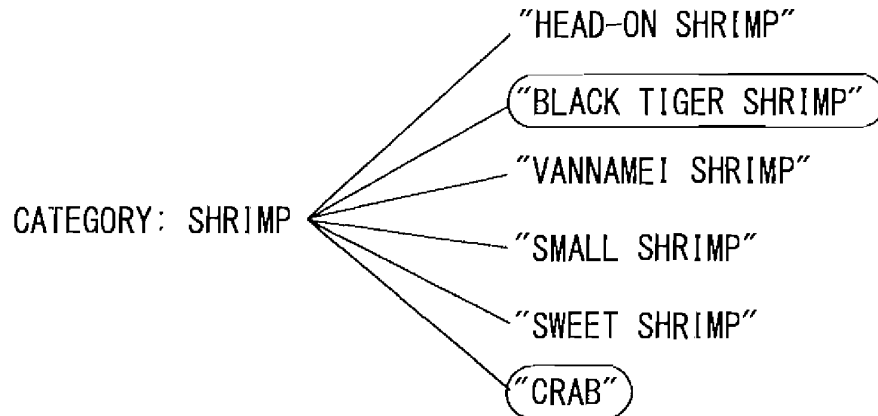 "HEAD-ON SHRIMP"
"BLACK TIGER SHRIMP"
"VANNAMEI SHRIMP"
CATEGORY: SHRIMP
"SMALL SHRIMP"
"SWEET SHRIMP"
"CRAB"